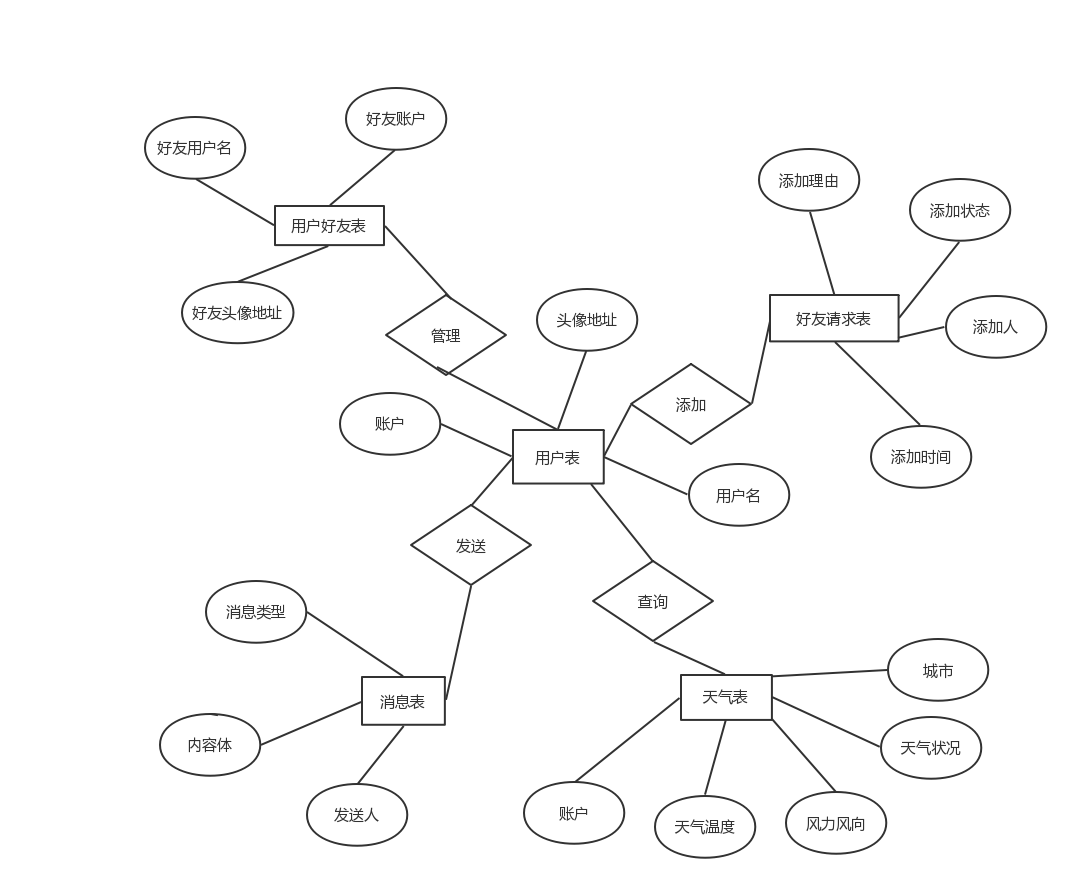 好友账户
好友用户名
添加理由
添加状态
用户好友表
好友头像地址
管理
头像地址
好友请求表
添加人
添加
账户
用户表
添加时间
用户名
发送
查询
消息类型
城市
消息表
天气表
内容体
天气状况
发送人
账户
天气温度
风力风向